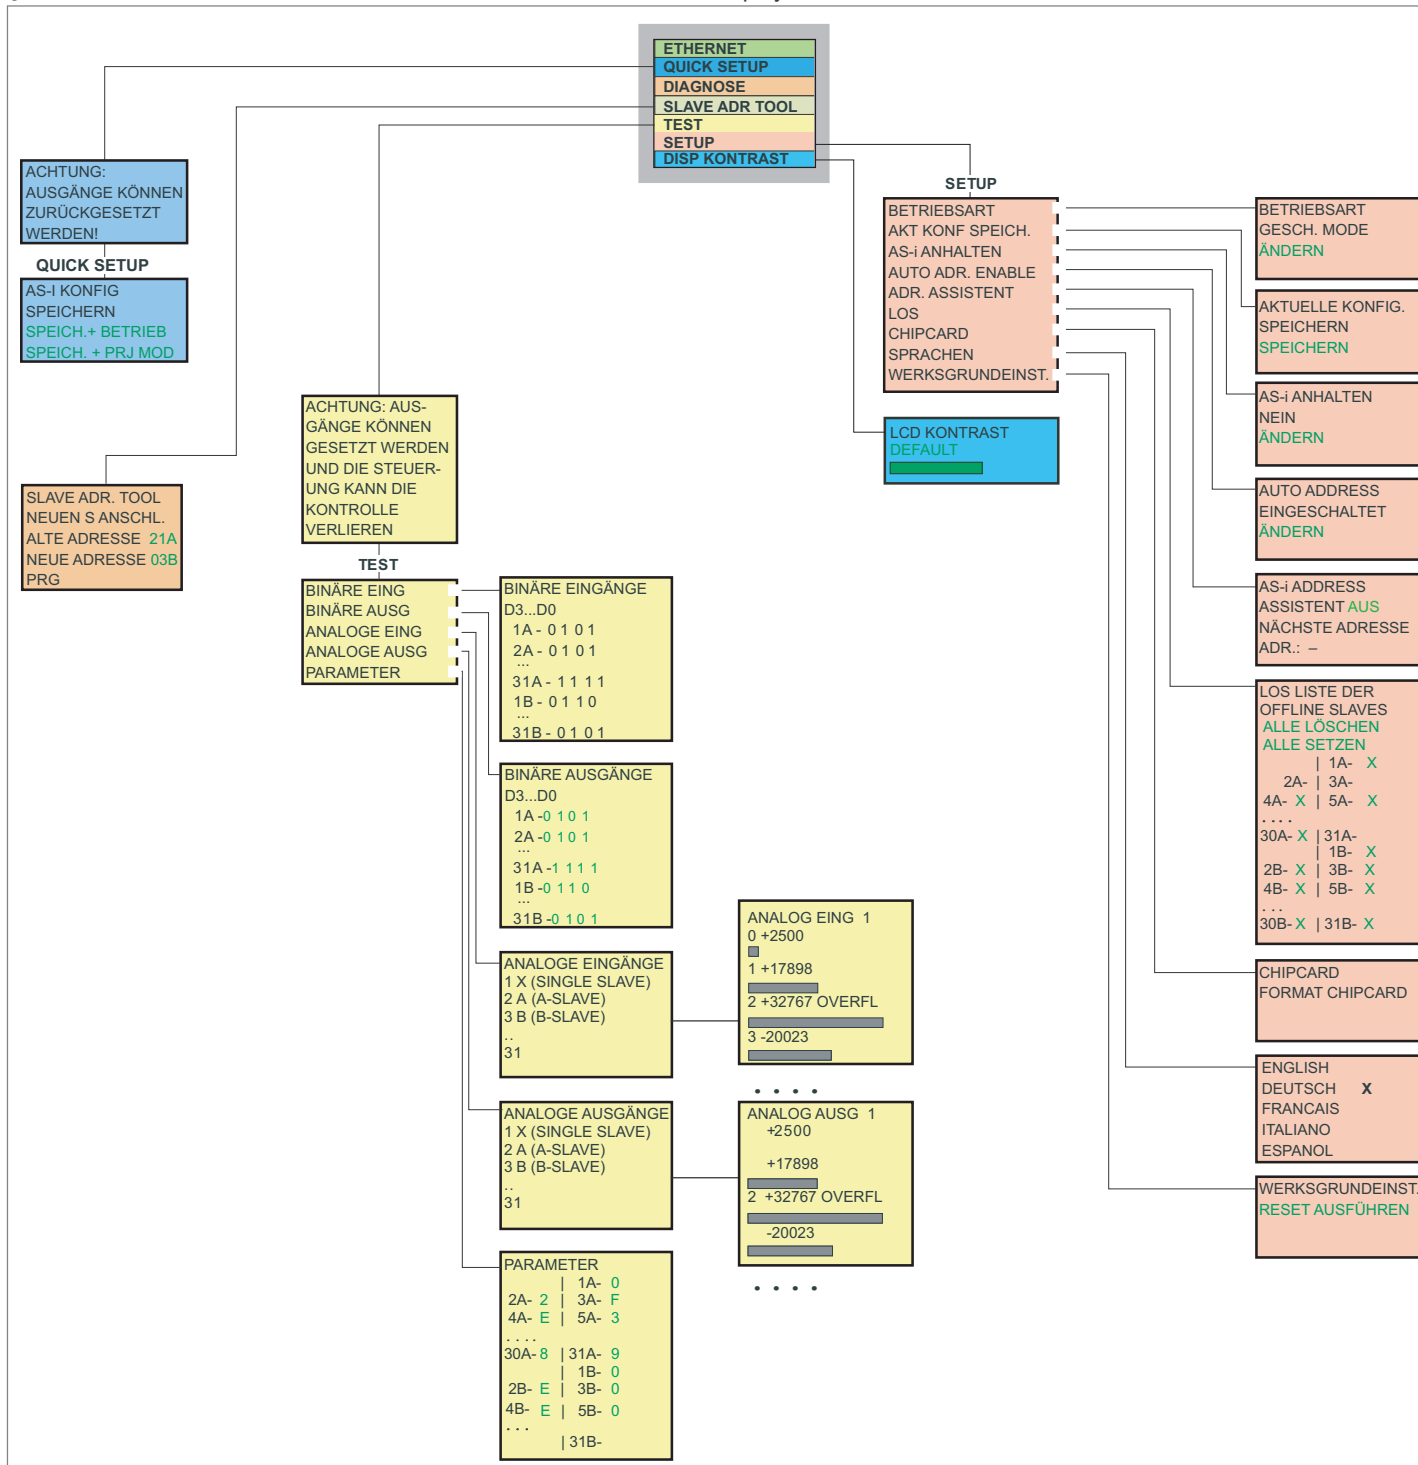 ETHERNET
QUICK SETUP
DIAGNOSE
SLAVE ADR TOOL
TEST
SETUP
DISP KONTRAST
ACHTUNG:
AUSGÄNGE KÖNNEN
ZURÜCKGESETZT
WERDEN!
QUICK SETUP
AS-I KONFIG
SPEICHERN
SPEICH.+ BETRIEB
SPEICH. + PRJ MOD
SLAVE ADR. TOOL
NEUEN S ANSCHL.
ALTE ADRESSE 21A
NEUE ADRESSE 03B
PRG
ACHTUNG: AUS-
GÄNGE KÖNNEN
GESETZT WERDEN
UND DIE STEUER-
UNG KANN DIE
KONTROLLE
VERLIEREN
TEST
BINÄRE EING
BINÄRE AUSG
ANALOGE EING
ANALOGE AUSG
PARAMETER
BINÄRE EINGÄNGE
D3...D0
1A - 0 1 0 1
2A - 0 1 0 1
...
31A - 1 1 1 1
1B - 0 1 1 0
...
31B - 0 1 0 1
BINÄRE AUSGÄNGE
D3...D0
1A -0 1 0 1
2A -0 1 0 1
...
31A -1 1 1 1
1B -0 1 1 0
...
31B -0 1 0 1
ANALOGE EINGÄNGE
1 X (SINGLE SLAVE)
2 A (A-SLAVE)
3 B (B-SLAVE)
..
31
ANALOG EING 1
0 +2500
1 +17898
2 +32767 OVERFL
3 -20023
. . . .
ANALOGE AUSGÄNGE
1 X (SINGLE SLAVE)
2 A (A-SLAVE)
3 B (B-SLAVE)
..
31
ANALOG AUSG 1
+2500
+17898
2 +32767 OVERFL
-20023
. . . .
PARAMETER
| 1A- 0
2A- 2 | 3A- F
4A- E | 5A- 3
. . . .
30A- 8 | 31A- 9
| 1B- 0
2B- E | 3B- 0
4B- E | 5B- 0
. . .
| 31B-
SETUP
BETRIEBSART
AKT KONF SPEICH.
AS-i ANHALTEN
AUTO ADR. ENABLE
ADR. ASSISTENT
LOS
CHIPCARD
SPRACHEN
WERKSGRUNDEINST.
LCD KONTRAST
DEFAULT
BETRIEBSART
GESCH. MODE
ÄNDERN
AKTUELLE KONFIG.
SPEICHERN
SPEICHERN
AS-i ANHALTEN
NEIN
ÄNDERN
AUTO ADDRESS
EINGESCHALTET
ÄNDERN
AS-i ADDRESS
ASSISTENT AUS
NÄCHSTE ADRESSE
ADR.: –
LOS LISTE DER
OFFLINE SLAVES
ALLE LÖSCHEN
ALLE SETZEN
| 1A- X
2A- | 3A-
4A- X | 5A- X
. . . .
30A- X | 31A-
| 1B- X
2B- X | 3B- X
4B- X | 5B- X
. . .
30B- X | 31B- X
CHIPCARD
FORMAT CHIPCARD
ENGLISH
DEUTSCH X
FRANCAIS
ITALIANO
ESPANOL
WERKSGRUNDEINST.
RESET AUSFÜHREN